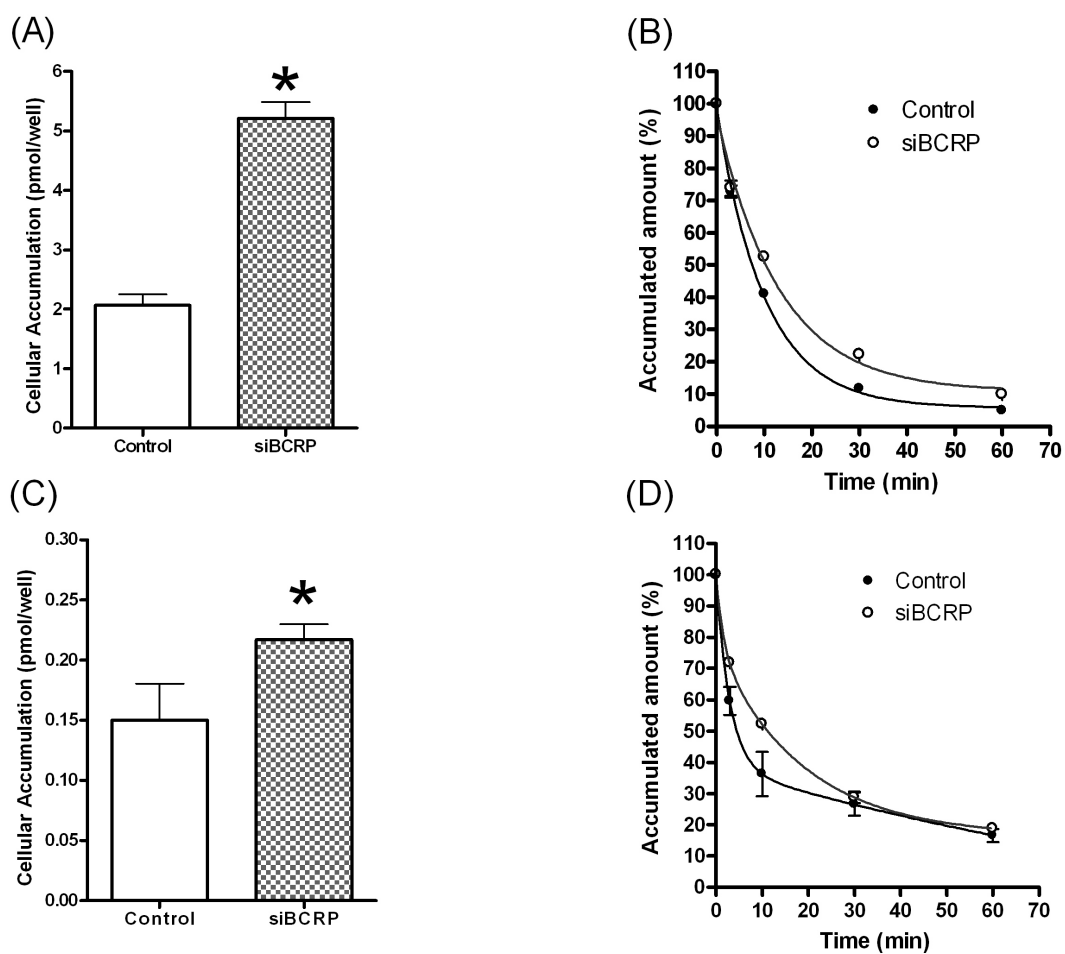 (A)
Cellular Accumulation (pmol/well)
6
5
4
3
2
1
0
*
Control
siBCRP
(B)
Accumulated amount (%)
110
100
90
80
70
60
50
40
30
20
10
0
Control
siBCRP
0 10 20 30 40 50 60 70
Time (min)
(C)
Cellular Accumulation (pmol/well)
0.30
0.25
0.20
0.15
0.10
0.05
0.00
*
Control
siBCRP
(D)
Accumulated amount (%)
110
100
90
80
70
60
50
40
30
20
10
0
Control
siBCRP
0 10 20 30 40 50 60 70
Time (min)